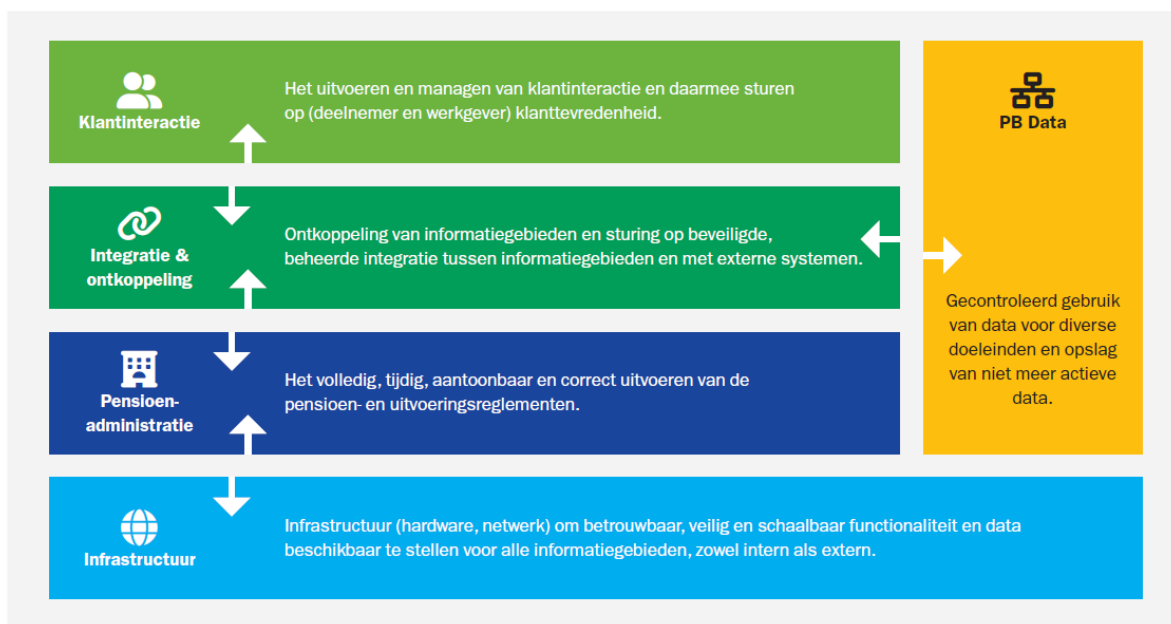 Klantinteractie
Het uitvoeren en managen van klantinteractie en daarmee sturen
op (deelnemer en werkgever) klanttevredenheid.
Integratie &
ontkoppeling
Ontkoppeling van informatiegebieden en sturing op beveiligde,
beheerde integratie tussen informatiegebieden en met externe systemen.
Pensioen-
administratie
Het volledig, tijdig, aantoonbaar en correct uitvoeren van de
pensioen- en uitvoeringsreglementen.
Infrastructuur
Infrastructuur (hardware, netwerk) om betrouwbaar, veilig en schaalbaar functionaliteit en data
beschikbaar te stellen voor alle informatiegebieden, zowel intern als extern.
PB Data
Gecontroleerd gebruik
van data voor diverse
doeleinden en opslag
van niet meer actieve
data.